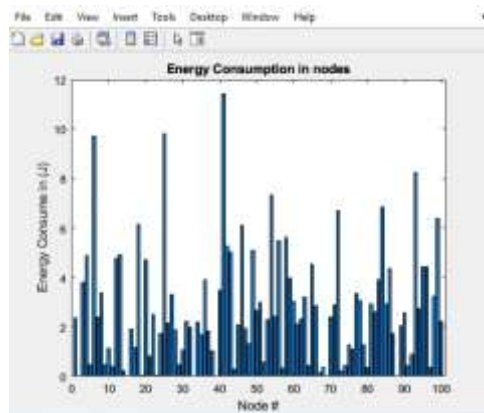 File Edit View Insert Tools Desktop Window Help
Energy Consumption in nodes
12
10
8
6
4
2
0
Energy Consume in (J)
0 10 20 30 40 50 60 70 80 90 100
Node #